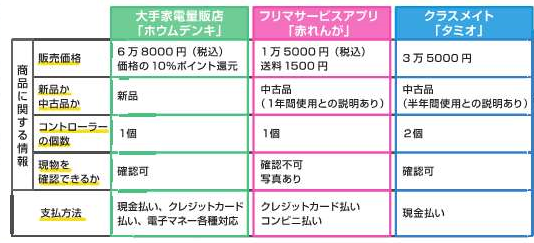 大手家電量販店
「ホウムデンキ」
フリマサービスアプリ
「赤れんが」
クラスメイト
「タミオ」
商品に関する情報
販売価格
6万8000円（税込）
価格の10％ポイント還元
1万5000円（税込）
送料1500円
3万5000円
新品か
中古品か
新品
中古品
（1年間使用との説明あり）
中古品
（半年間使用との説明あり）
コントローラー
の個数
1個
1個
2個
現物を
確認できるか
確認可
確認不可
写真あり
確認可
支払方法
現金払い、クレジットカード
払い、電子マネー各種対応
クレジットカード払い
コンビニ払い
現金払い